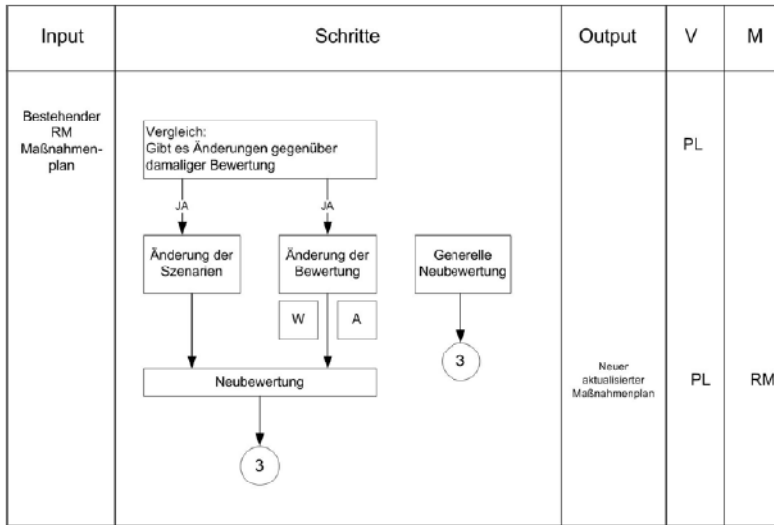 Input
Schritte
Output
V
M
Bestehender
RM
Maßnahmen-
plan
Vergleich:
Gibt es Änderungen gegenüber
damaliger Bewertung
PL
JA
JA
Änderung der
Szenarien
Änderung der
Bewertung
Generelle
Neubewertung
W
A
3
Neubewertung
Neuer
aktualisierter
Maßnahmenplan
PL
RM
3